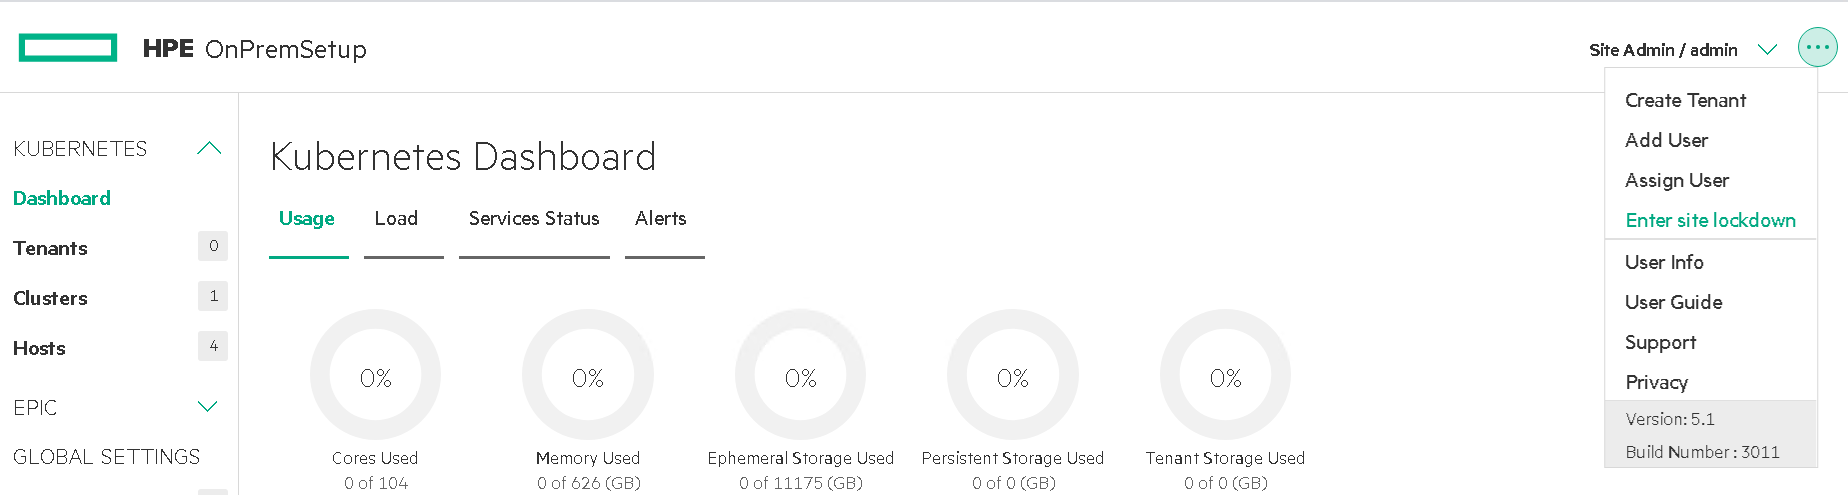 HPE OnPremSetup
Site Admin / admin
Create Tenant
Add User
Assign User
Enter site lockdown
User Info
User Guide
Support
Privacy
Version: 5.1
Build Number : 3011
KUBERNETES
Dashboard
Tenants 0
Clusters 1
Hosts 4
EPIC
GLOBAL SETTINGS
Kubernetes Dashboard
Usage Load Services Status Alerts
0% 0% 0% 0% 0%
Cores Used Memory Used Ephemeral Storage Used Persistent Storage Used Tenant Storage Used
0 of 104 0 of 626 (GB) 0 of 11175 (GB) 0 of 0 (GB) 0 of 0 (GB)